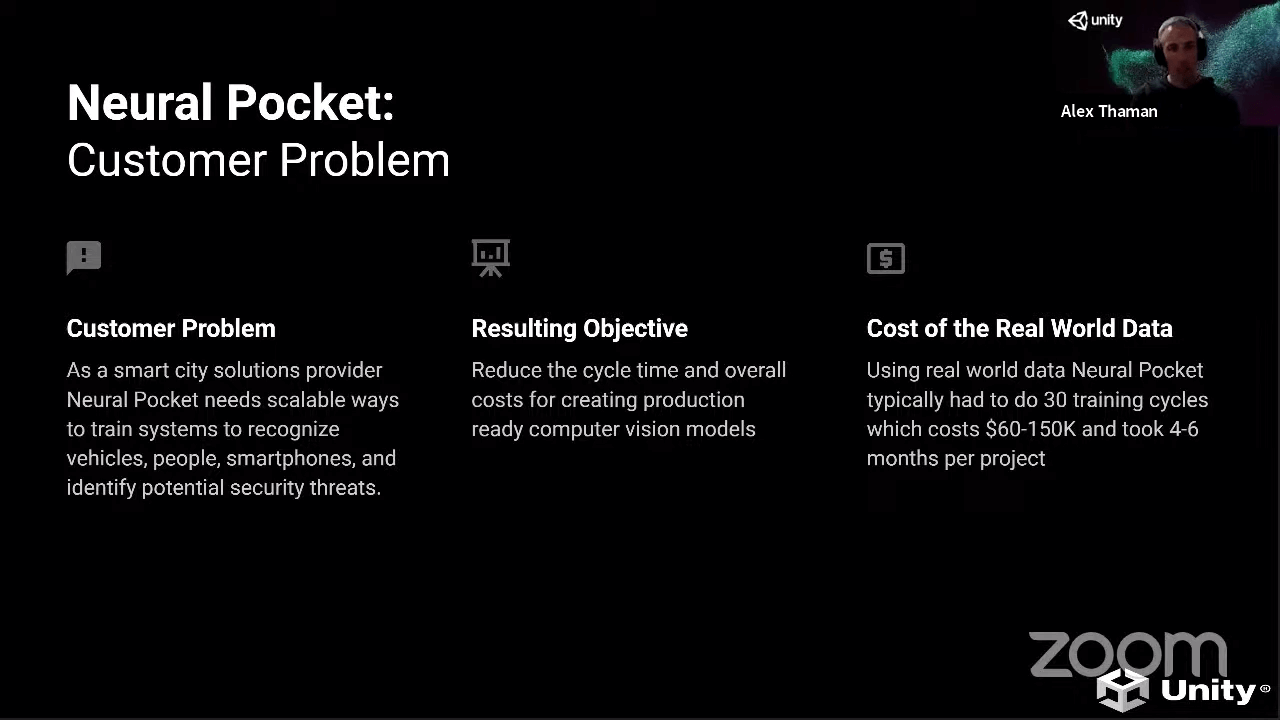 unity
Alex Thaman
Neural Pocket:
Customer Problem
Customer Problem
As a smart city solutions provider
Neural Pocket needs scalable ways
to train systems to recognize
vehicles, people, smartphones, and
identify potential security threats.
Resulting Objective
Reduce the cycle time and overall
costs for creating production
ready computer vision models
Cost of the Real World Data
Using real world data Neural Pocket
typically had to do 30 training cycles
which costs $60-150K and took 4-6
months per project
zoom
Unity®